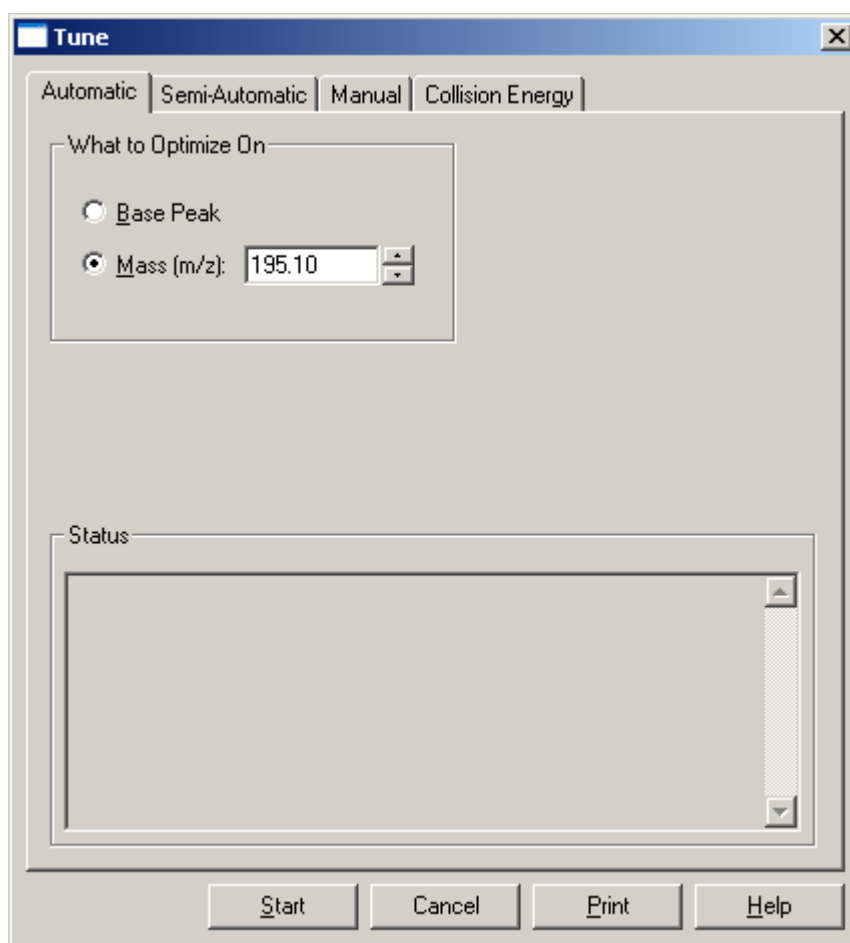 Tune
Automatic Semi-Automatic Manual Collision Energy
What to Optimize On
Base Peak
Mass (m/z): 195.10
Status
Start Cancel Print Help